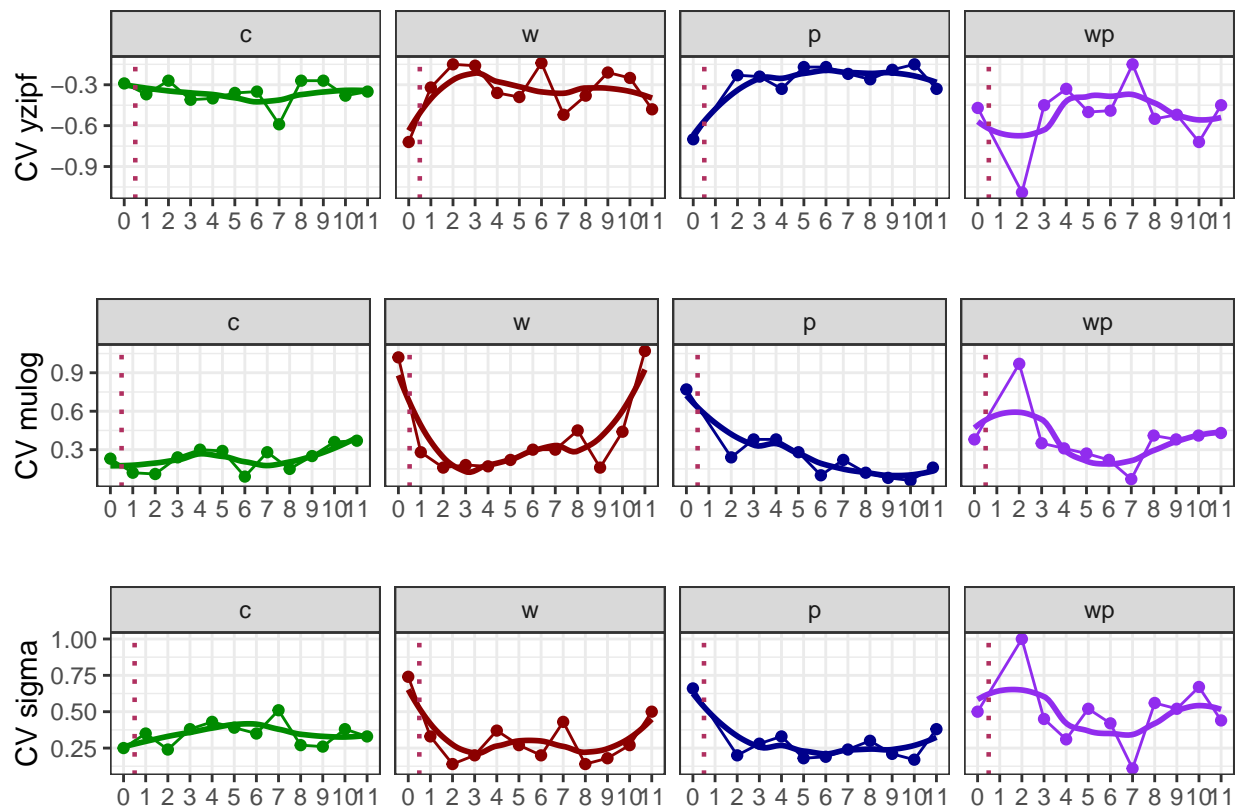 c w p wp
CV yzipf
−0.3
−0.6
−0.9
0 1 2 3 4 5 6 7 8 9 10 11 0 1 2 3 4 5 6 7 8 9 10 11 0 1 2 3 4 5 6 7 8 9 10 11 0 1 2 3 4 5 6 7 8 9 10 11
c w p wp
CV mulog
0.9
0.6
0.3
0 1 2 3 4 5 6 7 8 9 10 11 0 1 2 3 4 5 6 7 8 9 10 11 0 1 2 3 4 5 6 7 8 9 10 11 0 1 2 3 4 5 6 7 8 9 10 11
c w p wp
CV sigma
1.00
0.75
0.50
0.25
0 1 2 3 4 5 6 7 8 9 10 11 0 1 2 3 4 5 6 7 8 9 10 11 0 1 2 3 4 5 6 7 8 9 10 11 0 1 2 3 4 5 6 7 8 9 10 11